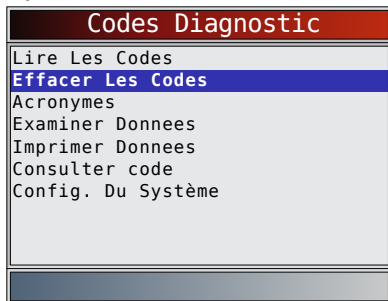 Codes Diagnostic
Lire Les Codes
Effacer Les Codes
Acronymes
Examiner Donnees
Imprimer Donnees
Consulter code
Config. Du Système